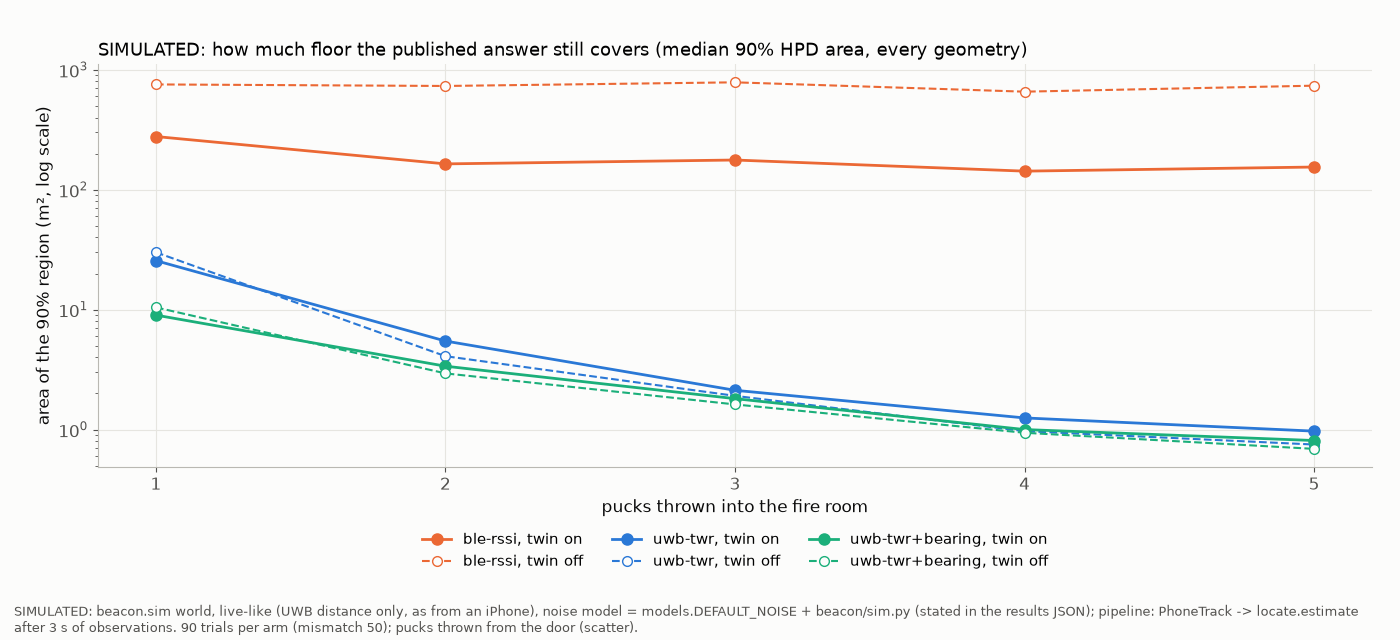 SIMULATED: how much floor the published answer still covers (median 90% HPD area, every geometry)
area of the 90% region (m², log scale)
10³
10²
10¹
10⁰
1 2 3 4 5
pucks thrown into the fire room
ble-rssi, twin on uwb-twr, twin on uwb-twr+bearing, twin on
ble-rssi, twin off uwb-twr, twin off uwb-twr+bearing, twin off
SIMULATED: beacon.sim world, live-like (UWB distance only, as from an iPhone), noise model = models.DEFAULT_NOISE + beacon/sim.py (stated in the results JSON); pipeline: PhoneTrack -> locate.estimate
after 3 s of observations. 90 trials per arm (mismatch 50); pucks thrown from the door (scatter).